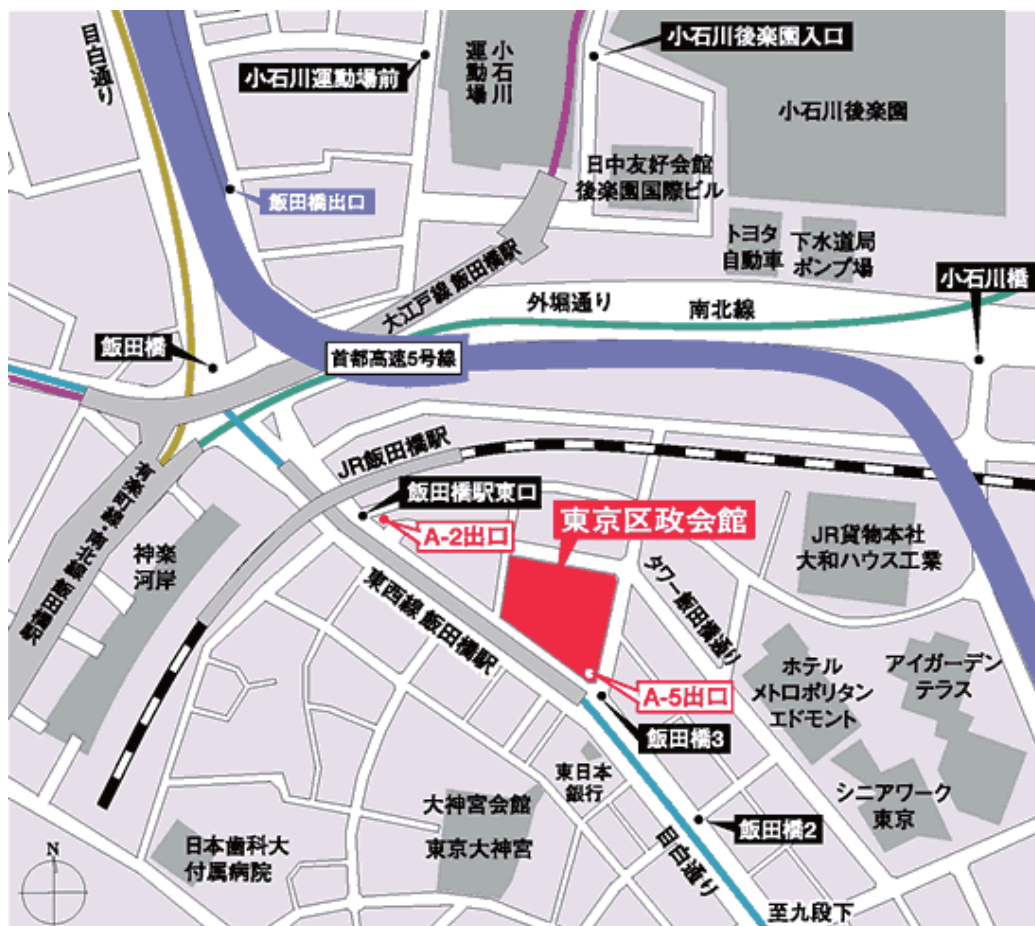 目白通り
小石川運動場前
小石川
運動場
小石川後楽園入口
小石川後楽園
日中友好会館
後楽園国際ビル
飯田橋出口
トヨタ
自動車
下水道局
ポンプ場
大江戸線 飯田橋駅
外堀通り
南北線
小石川橋
飯田橋
首都高速5号線
JR飯田橋駅
飯田橋駅東口
A-2出口
東京区政会館
有楽町線・南北線 飯田橋駅
神楽
河岸
東西線 飯田橋駅
タワー飯田橋通り
JR貨物本社
大和ハウス工業
ホテル
メトロポリタン
エドモント
アイガーデン
テラス
A-5出口
飯田橋3
東日本
銀行
大神宮会館
東京大神宮
シニアワーク
東京
飯田橋2
日本歯科大
付属病院
目白通り
至九段下
N